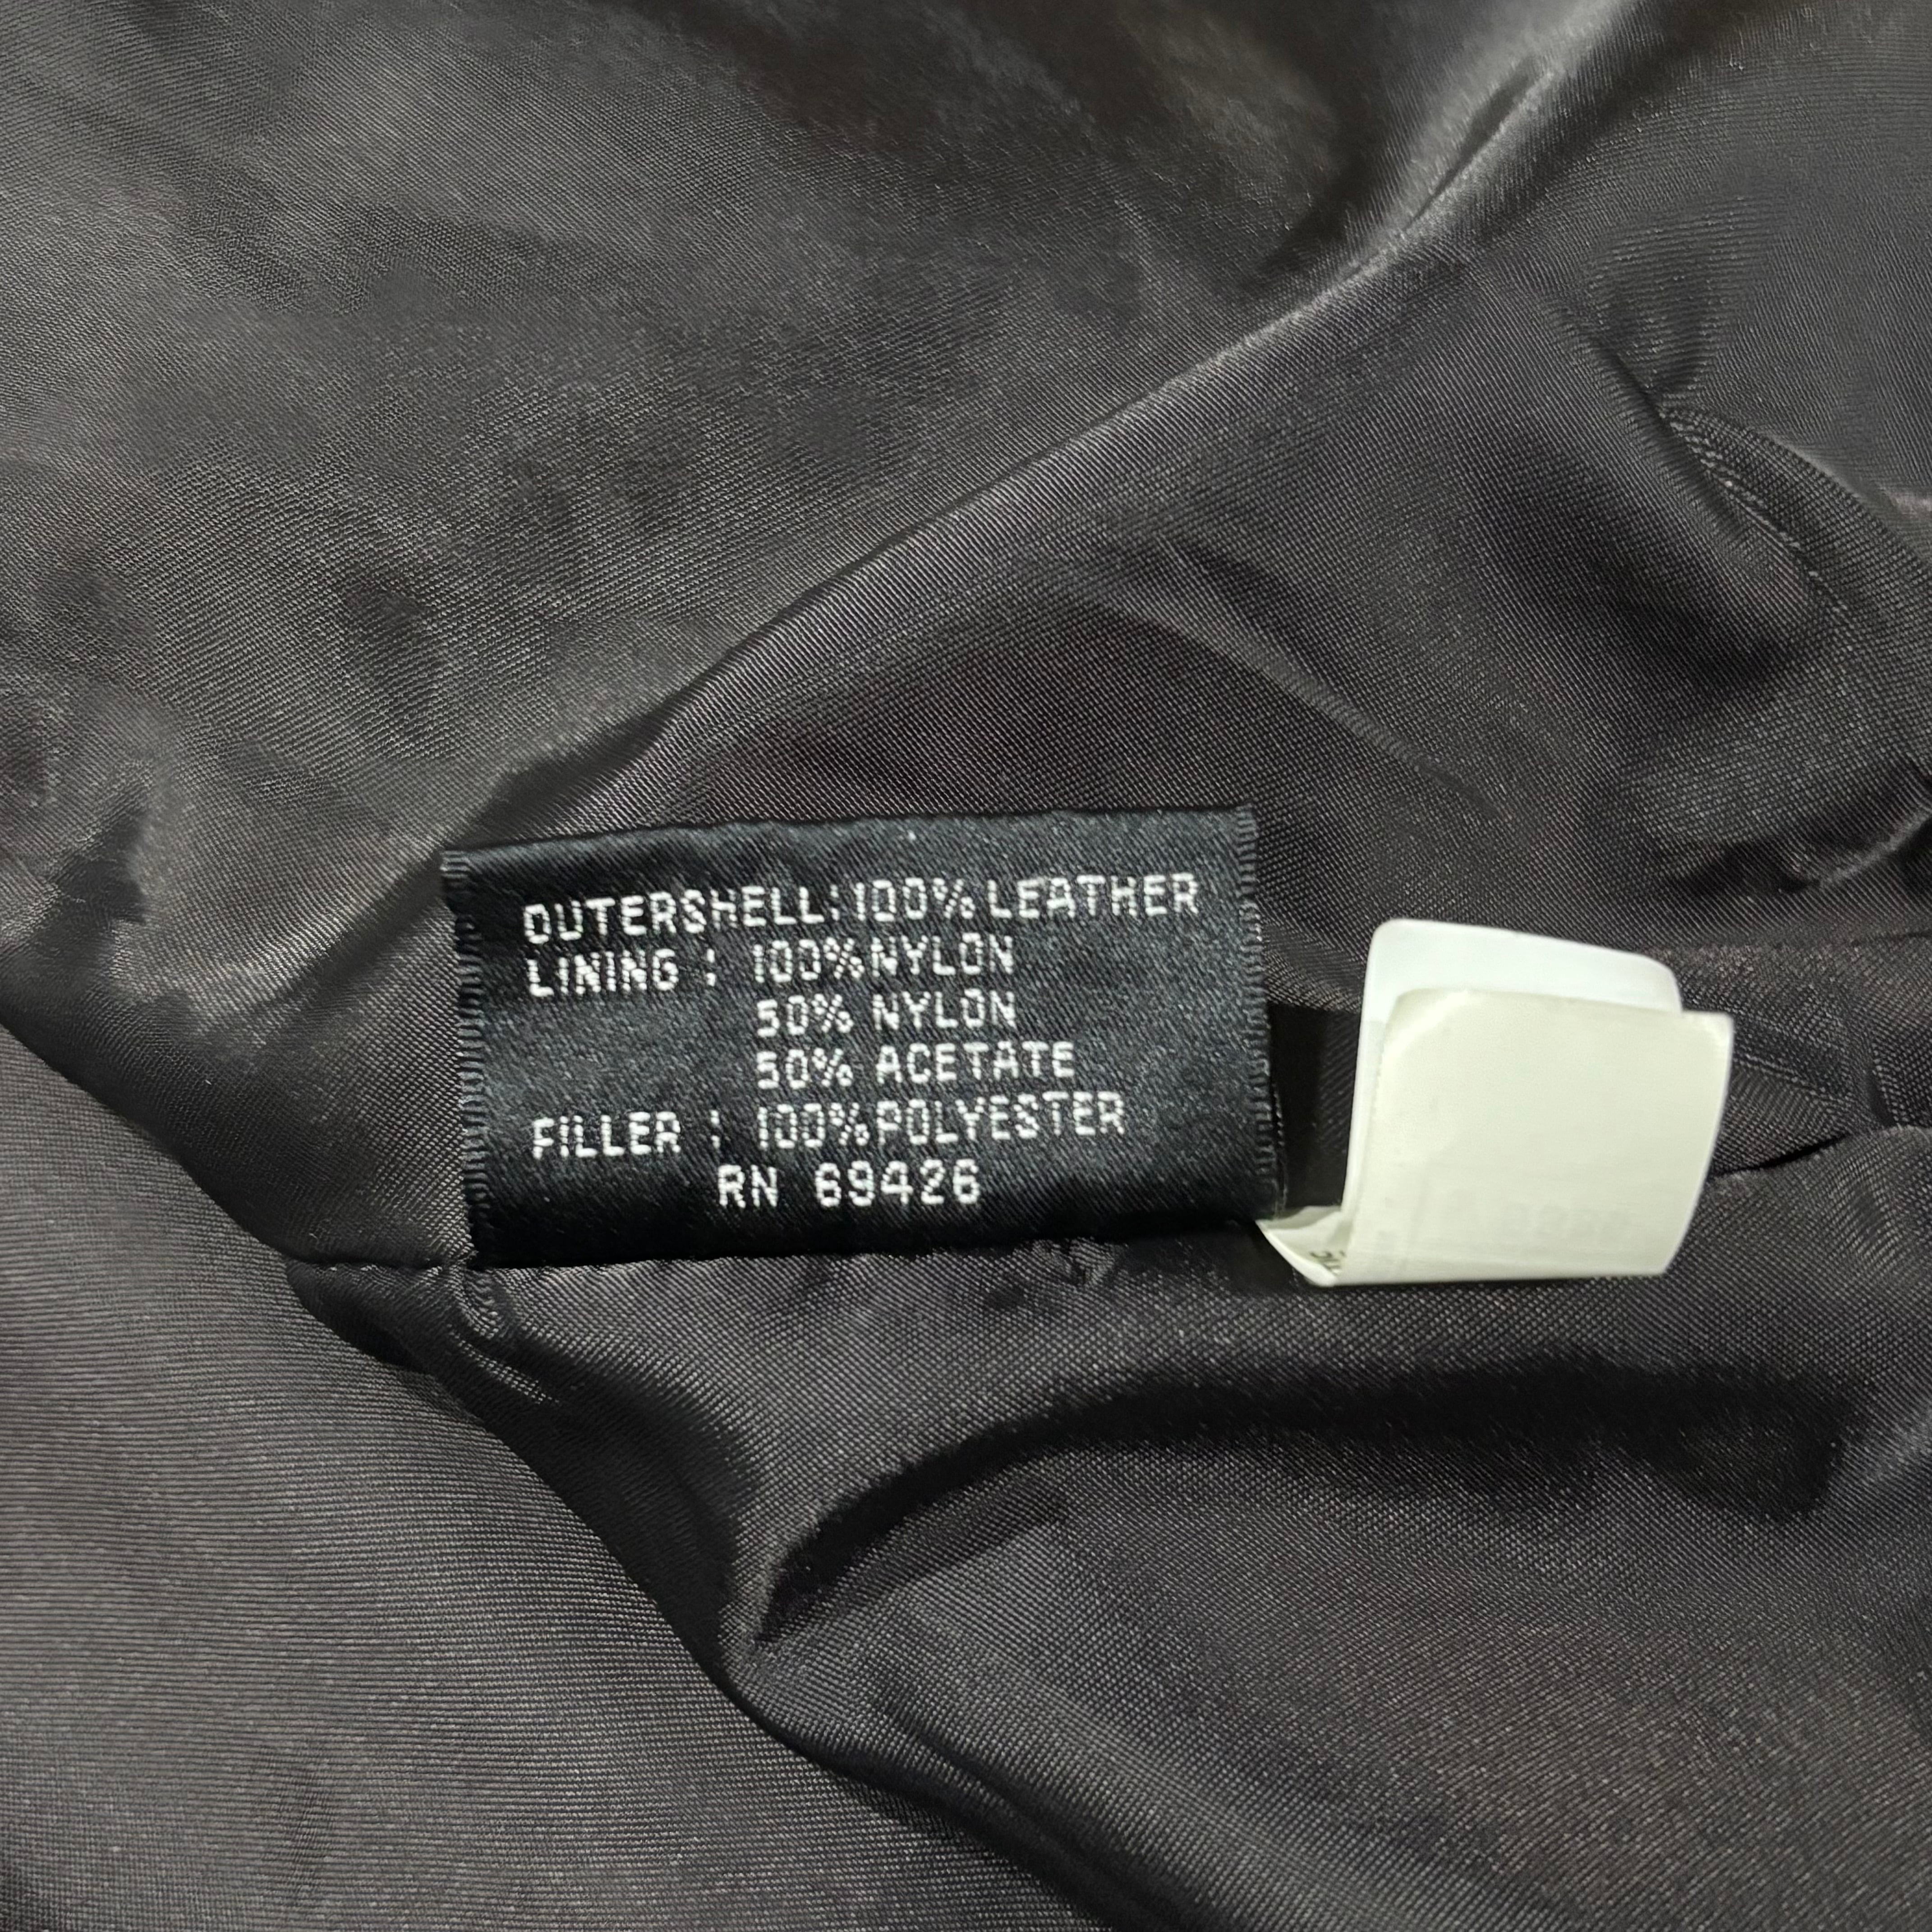 OUTERSHELL: 100% LEATHER
LINING : 100% NYLON
50% NYLON
50% ACETATE
FILLER : 100% POLYESTER
RN 69426